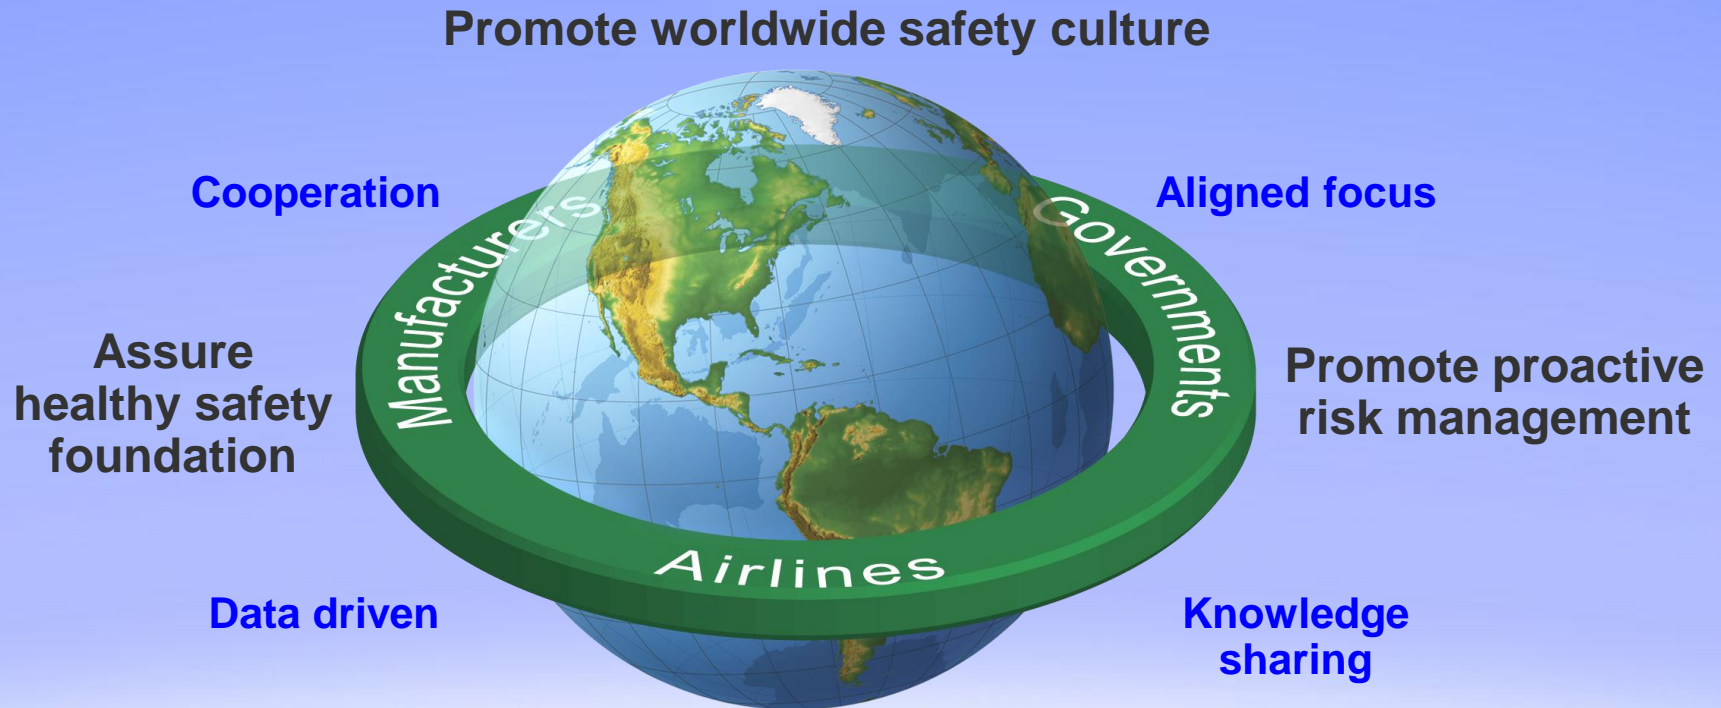 Promote worldwide safety culture
Cooperation
Aligned focus
Manufacturers
Governments
Assure
healthy safety
foundation
Promote proactive
risk management
Airlines
Data driven
Knowledge
sharing